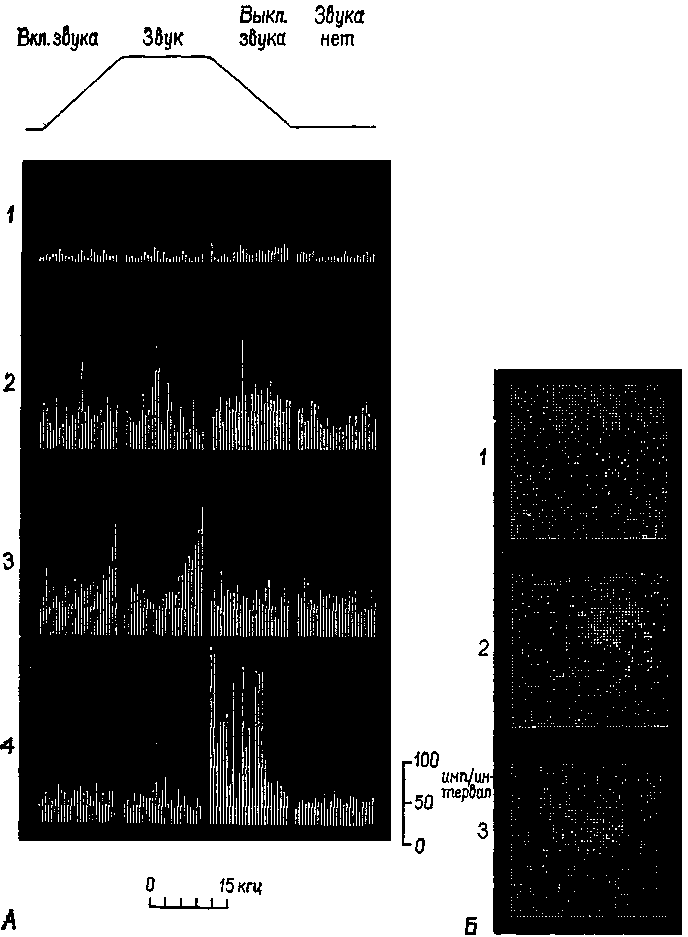 Вкл. звука
Звук
Выкл.
звука
Звука
нет
1
2
3
4
100
50
0
имп/ин-
тервал
0 15 кгц
А
1
2
3
Б